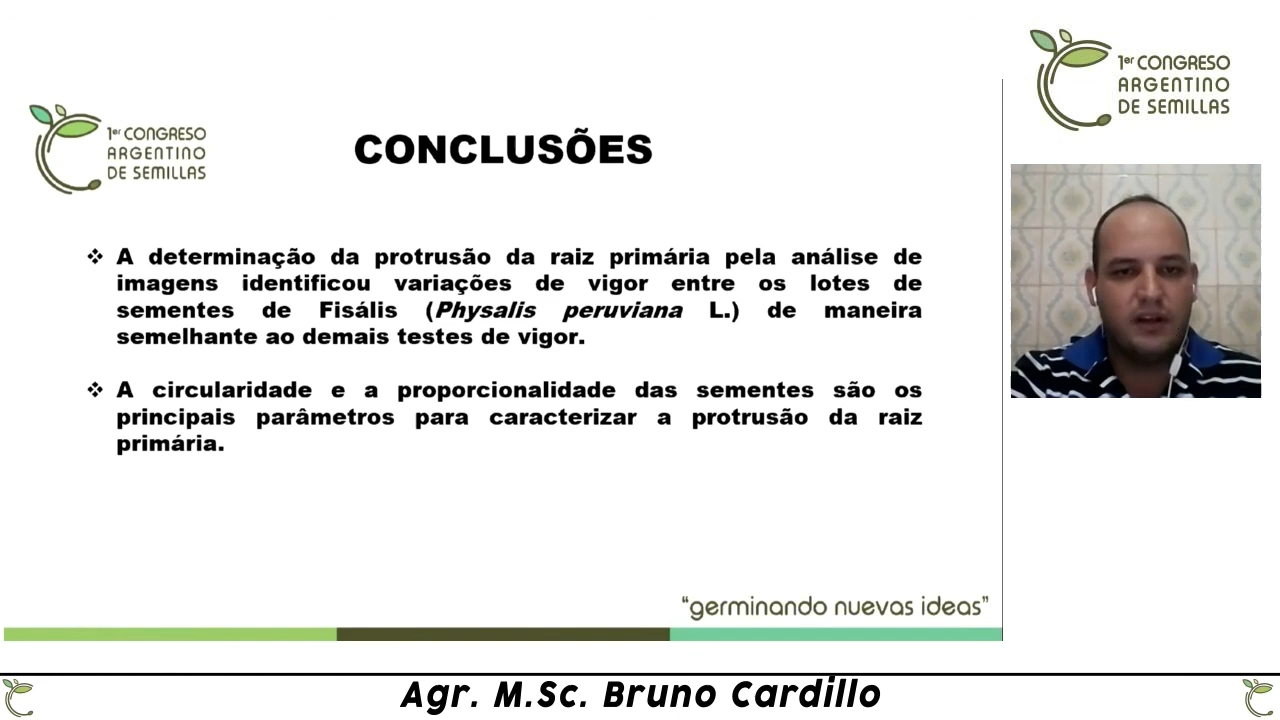 1er CONGRESO
ARGENTINO
DE SEMILLAS
CONCLUSÕES
❖ A determinação da protrusão da raiz primária pela análise de
imagens identificou variações de vigor entre os lotes de
sementes de Fisális (Physalis peruviana L.) de maneira
semelhante ao demais testes de vigor.
❖ A circularidade e a proporcionalidade das sementes são os
principais parâmetros para caracterizar a protrusão da raiz
primária.
“germinando nuevas ideas”
1er CONGRESO
ARGENTINO
DE SEMILLAS
Agr. M.Sc. Bruno Cardillo